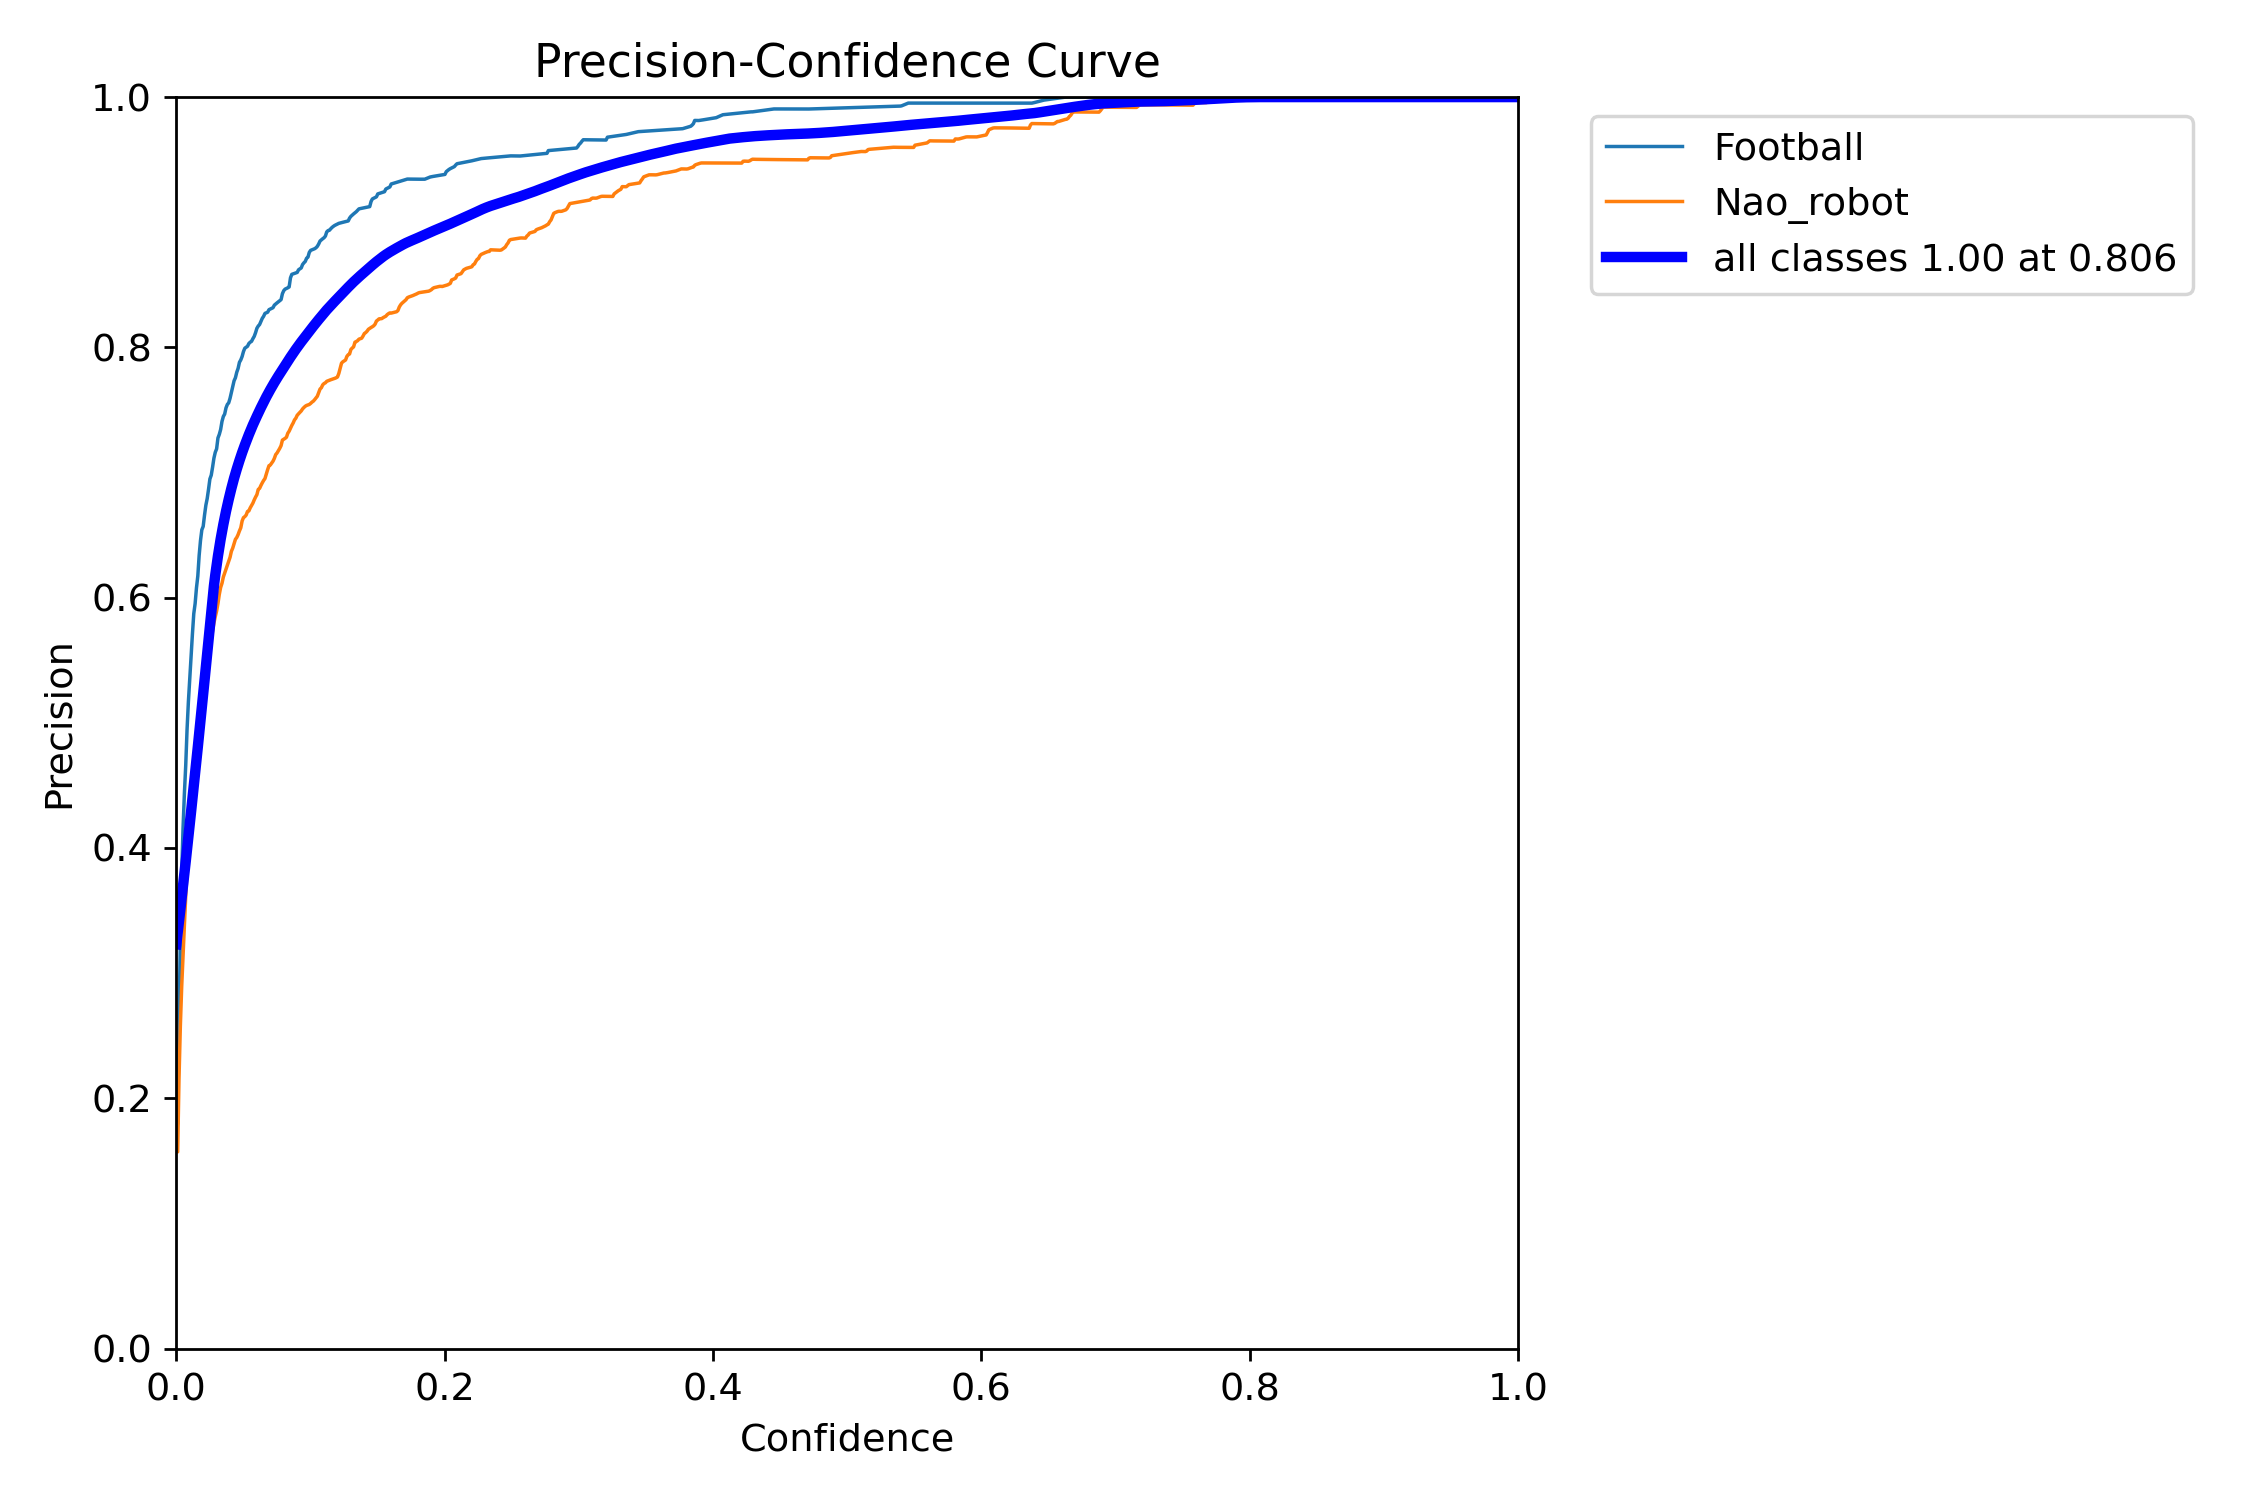 Precision-Confidence Curve
1.0
0.8
0.6
0.4
0.2
0.0
Precision
0.0 0.2 0.4 0.6 0.8 1.0
Confidence
Football
Nao_robot
all classes 1.00 at 0.806